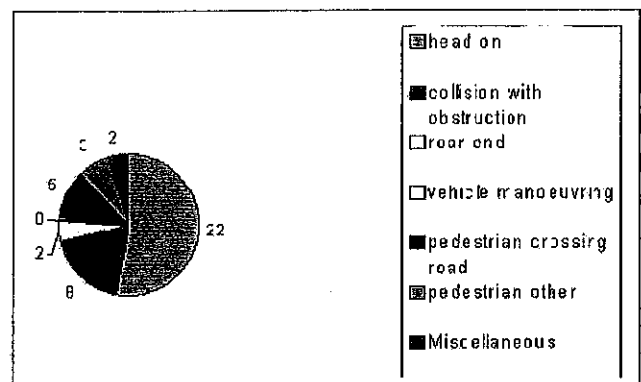 head on
collision with
obstruction
rear end
vehicle manoeuvring
pedestrian crossing
road
pedestrian other
Miscellaneous
2
6
0
2
8
22